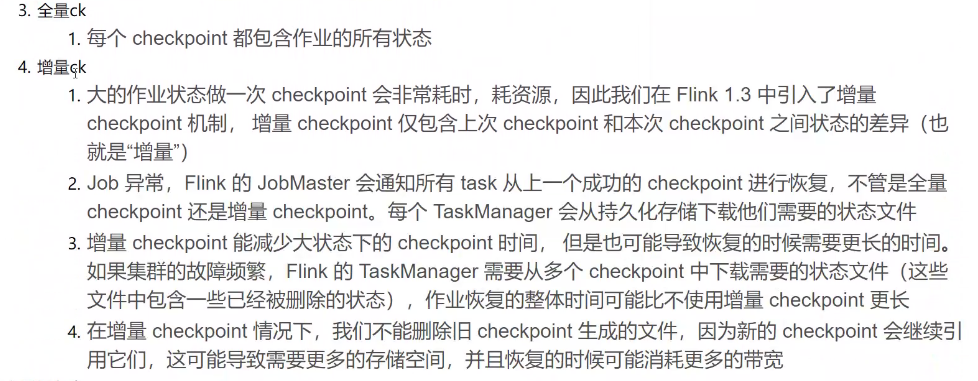 3. 全量ck
1. 每个 checkpoint 都包含作业的所有状态
4. 增量ck
1. 大的作业状态做一次 checkpoint 会非常耗时，耗资源，因此我们在 Flink 1.3 中引入了增量
checkpoint 机制， 增量 checkpoint 仅包含上次 checkpoint 和本次 checkpoint 之间状态的差异（也
就是“增量”）
2. Job 异常，Flink 的 JobMaster 会通知所有 task 从上一个成功的 checkpoint 进行恢复，不管是全量
checkpoint 还是增量 checkpoint。每个 TaskManager 会从持久化存储下载他们需要的状态文件
3. 增量 checkpoint 能减少大状态下的 checkpoint 时间， 但是也可能导致恢复的时候需要更长的时间。
如果集群的故障频繁，Flink 的 TaskManager 需要从多个 checkpoint 中下载需要的状态文件（这些
文件中包含一些已经被删除的状态），作业恢复的整体时间可能比不使用增量 checkpoint 更长
4. 在增量 checkpoint 情况下，我们不能删除旧 checkpoint 生成的文件，因为新的 checkpoint 会继续引
用它们，这可能导致需要更多的存储空间，并且恢复的时候可能消耗更多的带宽